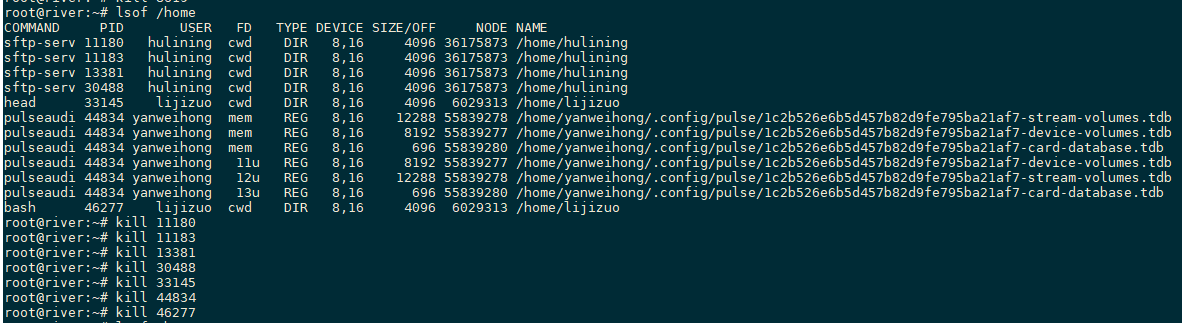 root@river:~# lsof /home
COMMAND     PID       USER   FD   TYPE DEVICE SIZE/OFF     NODE NAME
sftp-serv 11180   hulining  cwd    DIR   8,16     4096 36175873 /home/hulining
sftp-serv 11183   hulining  cwd    DIR   8,16     4096 36175873 /home/hulining
sftp-serv 13381   hulining  cwd    DIR   8,16     4096 36175873 /home/hulining
sftp-serv 30488   hulining  cwd    DIR   8,16     4096 36175873 /home/hulining
head      33145    lijizuo  cwd    DIR   8,16     4096  6029313 /home/lijizuo
pulseaudi 44834 yanweihong  mem    REG   8,16    12288 55839278 /home/yanweihong/.config/pulse/1c2b526e6b5d457b82d9fe795ba21af7-stream-volumes.tdb
pulseaudi 44834 yanweihong  mem    REG   8,16     8192 55839277 /home/yanweihong/.config/pulse/1c2b526e6b5d457b82d9fe795ba21af7-device-volumes.tdb
pulseaudi 44834 yanweihong  mem    REG   8,16      696 55839280 /home/yanweihong/.config/pulse/1c2b526e6b5d457b82d9fe795ba21af7-card-database.tdb
pulseaudi 44834 yanweihong   11u   REG   8,16     8192 55839277 /home/yanweihong/.config/pulse/1c2b526e6b5d457b82d9fe795ba21af7-device-volumes.tdb
pulseaudi 44834 yanweihong   12u   REG   8,16    12288 55839278 /home/yanweihong/.config/pulse/1c2b526e6b5d457b82d9fe795ba21af7-stream-volumes.tdb
pulseaudi 44834 yanweihong   13u   REG   8,16      696 55839280 /home/yanweihong/.config/pulse/1c2b526e6b5d457b82d9fe795ba21af7-card-database.tdb
bash      46277    lijizuo  cwd    DIR   8,16     4096  6029313 /home/lijizuo
root@river:~# kill 11180
root@river:~# kill 11183
root@river:~# kill 13381
root@river:~# kill 30488
root@river:~# kill 33145
root@river:~# kill 44834
root@river:~# kill 46277